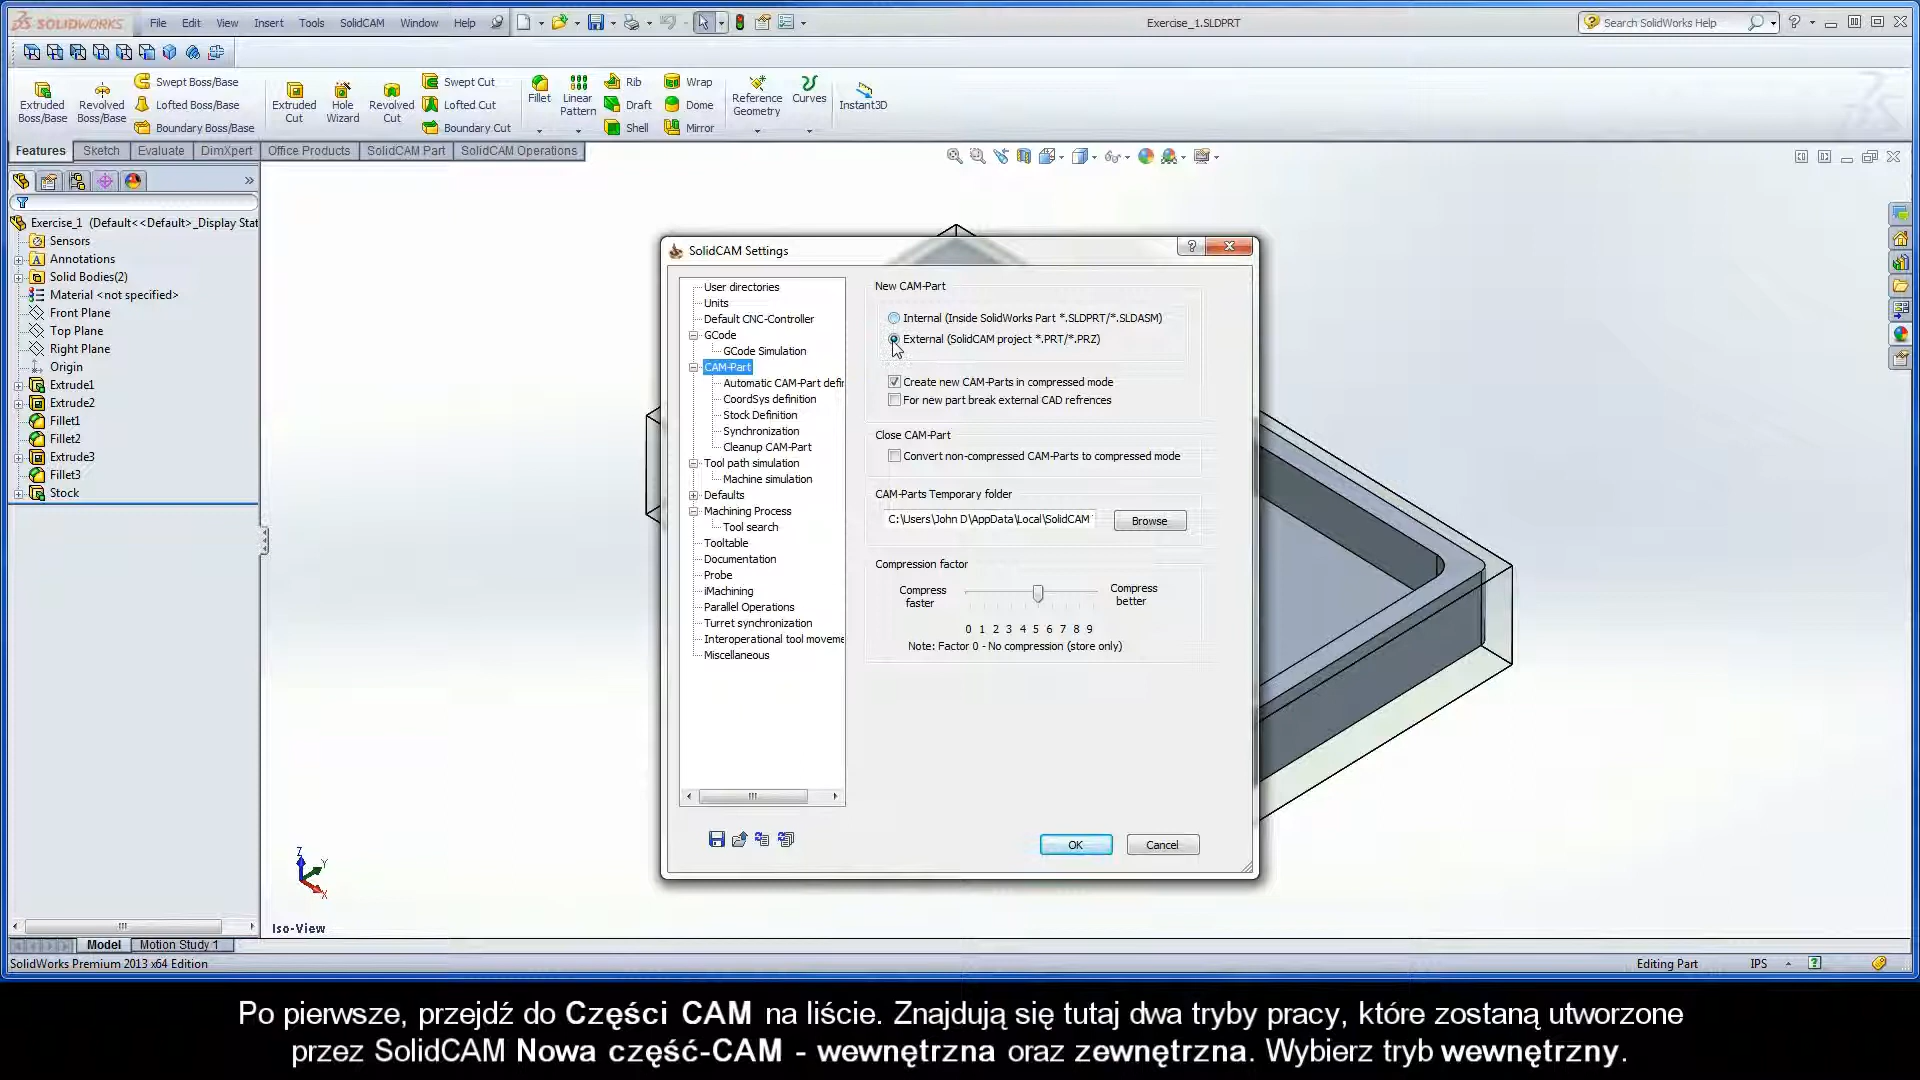 SOLIDWORKS File Edit View Insert Tools SolidCAM Window Help Exercise_1.SLDPRT Search SolidWorks Help
Extruded Boss/Base
Revolved Boss/Base
Swept Boss/Base
Lofted Boss/Base
Boundary Boss/Base
Extruded Cut
Hole Wizard
Revolved Cut
Swept Cut
Lofted Cut
Boundary Cut
Fillet
Linear Pattern
Rib
Draft
Shell
Wrap
Dome
Mirror
Reference Geometry
Curves
Instant3D
Features Sketch Evaluate DimXpert Office Products SolidCAM Part SolidCAM Operations
Exercise_1 (Default<<Default>_Display Stat
Sensors
Annotations
Solid Bodies(2)
Material <not specified>
Front Plane
Top Plane
Right Plane
Origin
Extrude1
Extrude2
Fillet1
Fillet2
Extrude3
Fillet3
Stock
SolidCAM Settings
User directories
Units
Default CNC-Controller
GCode
GCode Simulation
CAM-Part
Automatic CAM-Part defir
CoordSys definition
Stock Definition
Synchronization
Cleanup CAM-Part
Tool path simulation
Machine simulation
Defaults
Machining Process
Tool search
Tooltable
Documentation
Probe
iMachining
Parallel Operations
Turret synchronization
Interoperational tool moveme
Miscellaneous
New CAM-Part
Internal (Inside SolidWorks Part *.SLDPRT/*.SLDASM)
External (SolidCAM project *.PRT/*.PRZ)
Create new CAM-Parts in compressed mode
For new part break external CAD refrences
Close CAM-Part
Convert non-compressed CAM-Parts to compressed mode
CAM-Parts Temporary folder
C:\Users\John D\AppData\Local\SolidCAM
Browse
Compression factor
Compress faster
Compress better
0 1 2 3 4 5 6 7 8 9
Note: Factor 0 - No compression (store only)
OK Cancel
Z
Y
X
Iso-View
Model Motion Study 1
SolidWorks Premium 2013 x64 Edition Editing Part IPS
Po pierwsze, przejdź do Części CAM na liście. Znajdują się tutaj dwa tryby pracy, które zostaną utworzone
przez SolidCAM Nowa część-CAM - wewnętrzna oraz zewnętrzna. Wybierz tryb wewnętrzny.